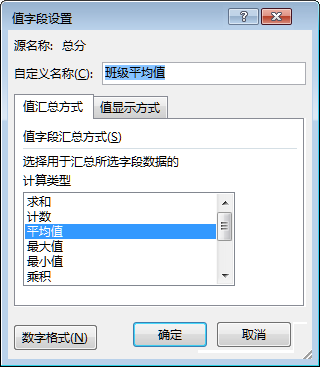 值字段设置
源名称: 总分
自定义名称(C): 班级平均值
值汇总方式 值显示方式
值字段汇总方式(S)
选择用于汇总所选字段数据的
计算类型
求和
计数
平均值
最大值
最小值
乘积
数字格式(N) 确定 取消